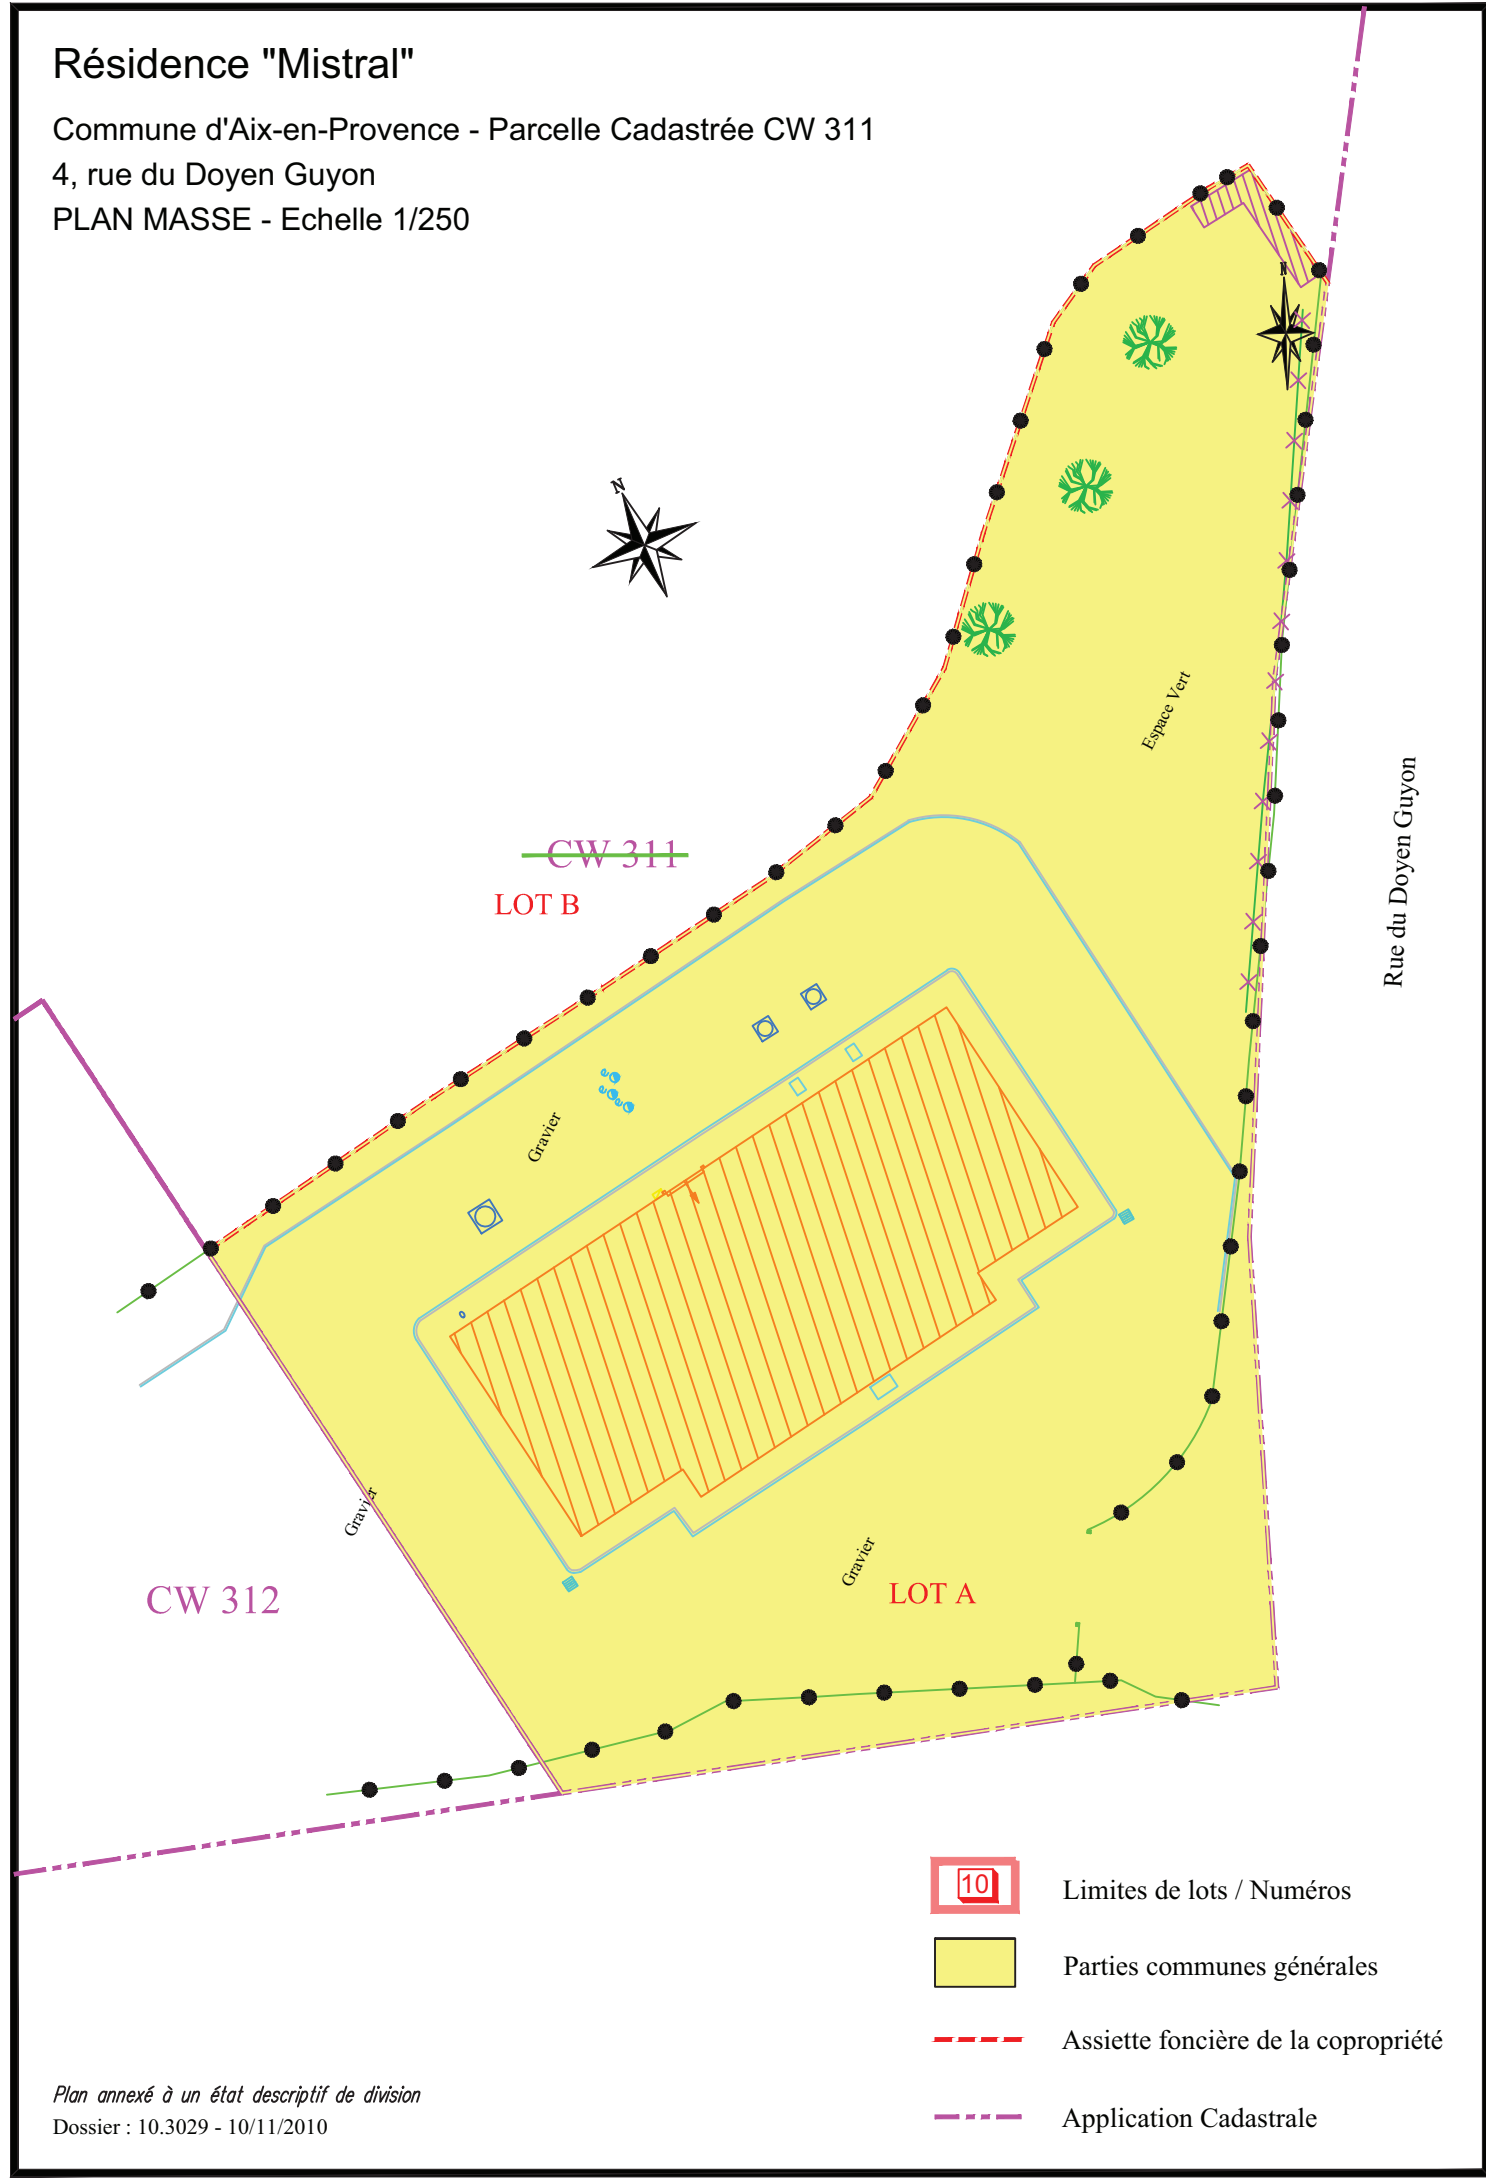 Résidence "Mistral"
Commune d'Aix-en-Provence - Parcelle Cadastrée CW 311
4, rue du Doyen Guyon
PLAN MASSE - Echelle 1/250
N
N
Espace Vert
Rue du Doyen Guyon
CW 311
LOT B
e
e
e
Gravier
Gravier
Gravier
LOT A
CW 312
10
Limites de lots / Numéros
Parties communes générales
Assiette foncière de la copropriété
Application Cadastrale
Plan annexé à un état descriptif de division
Dossier : 10.3029 - 10/11/2010